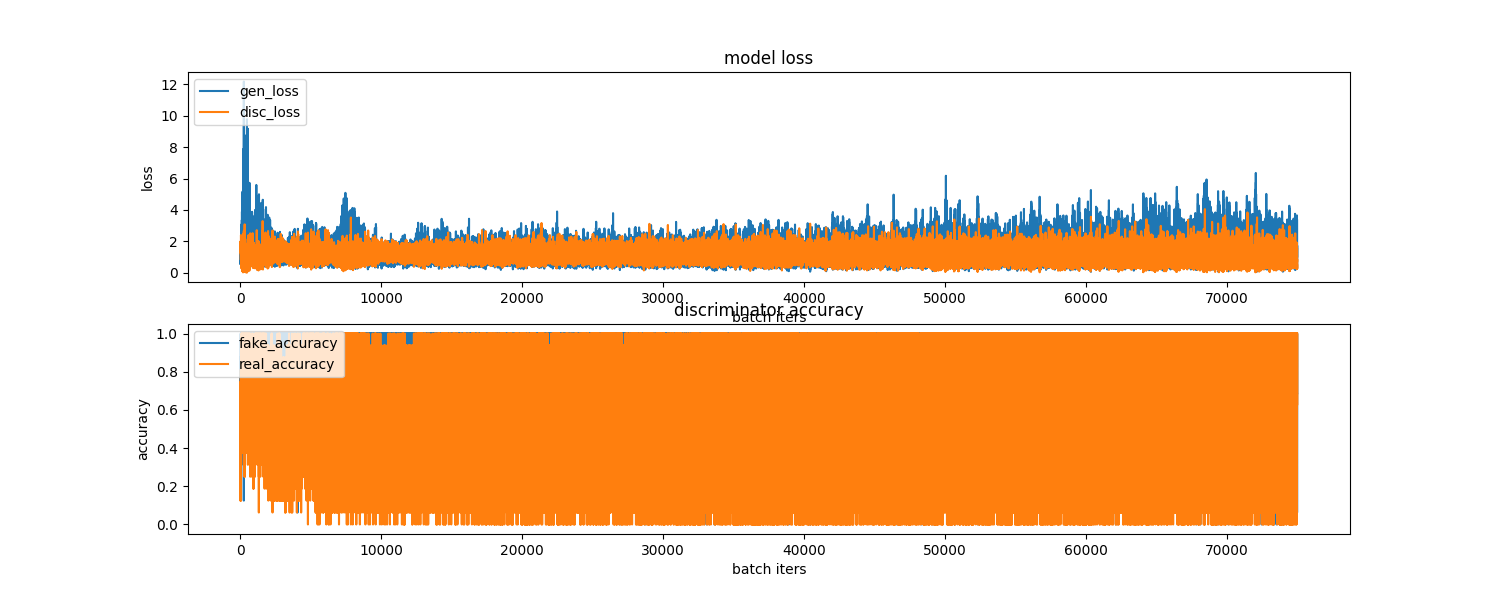 model loss
gen_loss
disc_loss
12
10
8
6
4
2
0
loss
0 10000 20000 30000 40000 50000 60000 70000
batch iters
discriminator accuracy
fake_accuracy
real_accuracy
1.0
0.8
0.6
0.4
0.2
0.0
accuracy
0 10000 20000 30000 40000 50000 60000 70000
batch iters